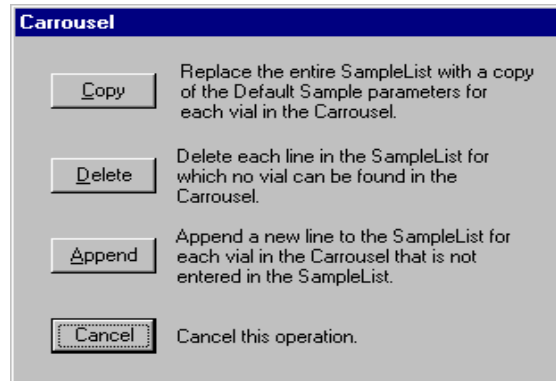 Carrousel
Copy
Replace the entire SampleList with a copy
of the Default Sample parameters for
each vial in the Carrousel.
Delete
Delete each line in the SampleList for
which no vial can be found in the
Carrousel.
Append
Append a new line to the SampleList for
each vial in the Carrousel that is not
entered in the SampleList.
Cancel
Cancel this operation.